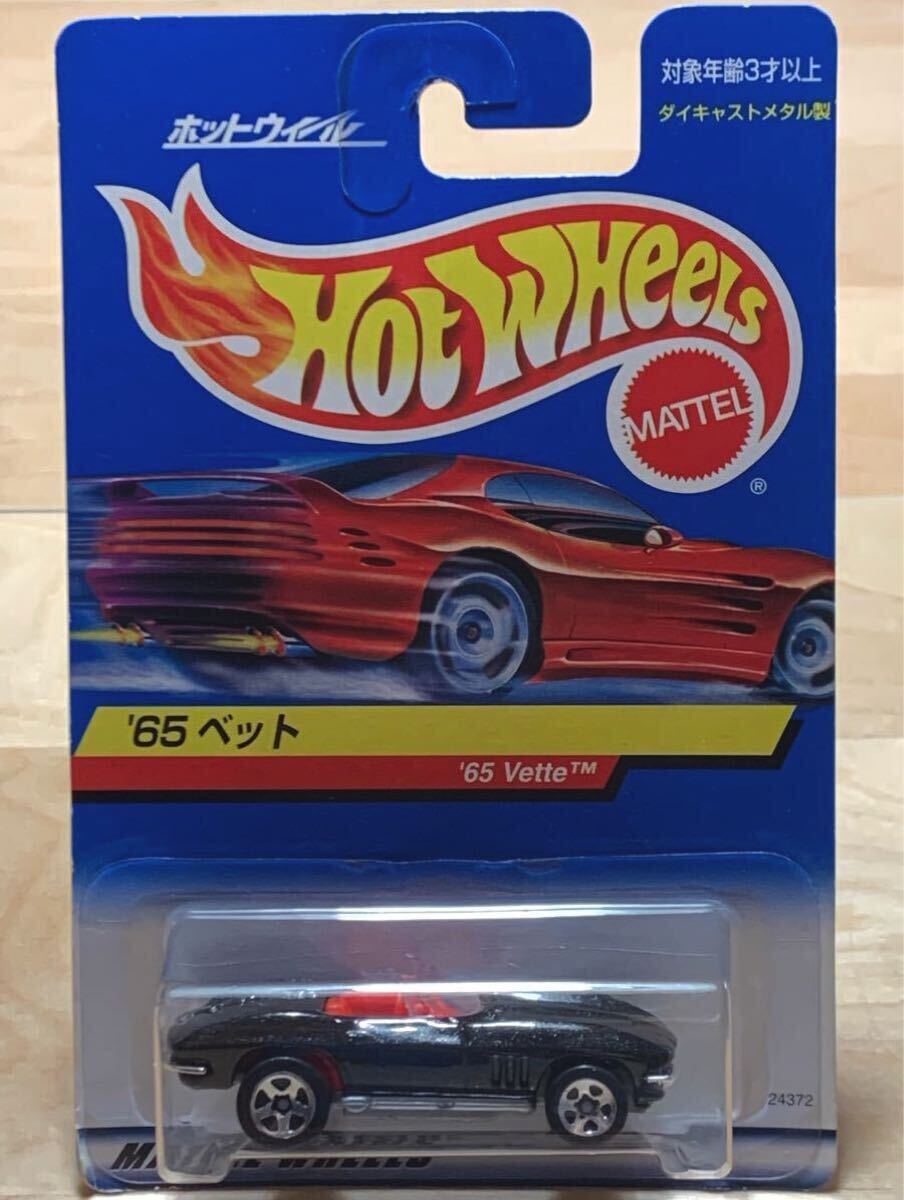 対象年齢3才以上
ダイキャストメタル製
ホットウィール
HOT WHEELS
MATTEL
®
'65 ベット
'65 Vette™
24372